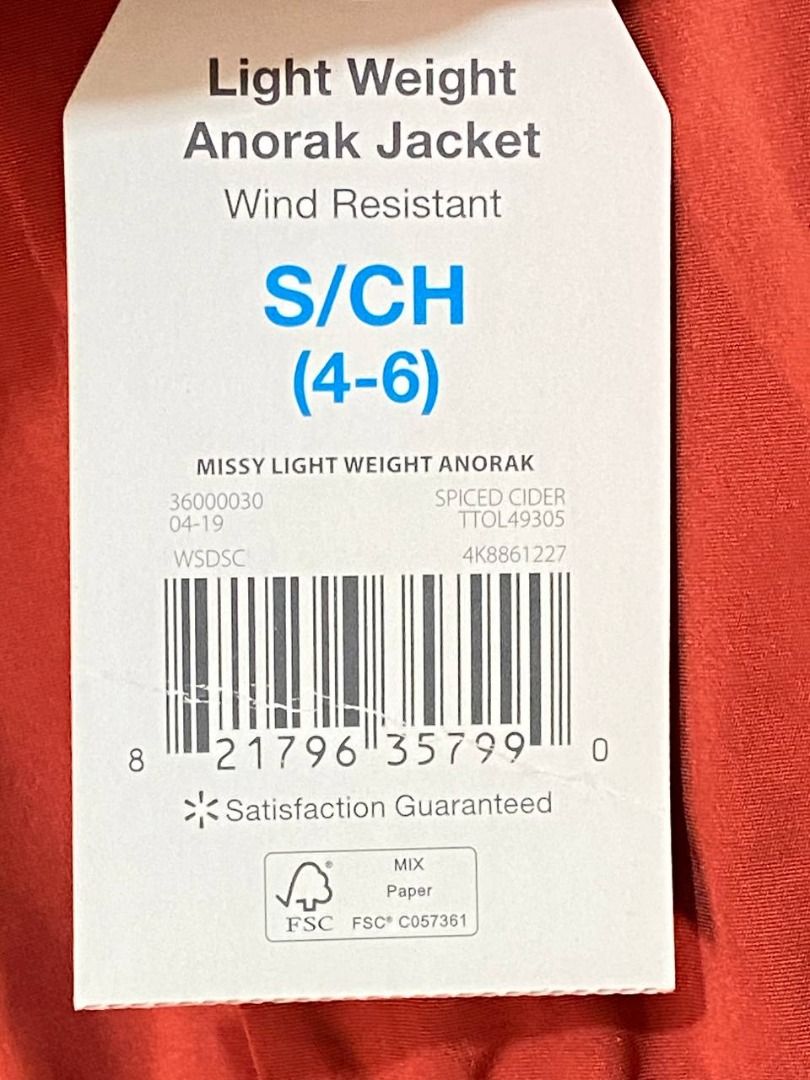 Light Weight
Anorak Jacket
Wind Resistant
S/CH
(4-6)
MISSY LIGHT WEIGHT ANORAK
36000030 SPICED CIDER
04-19 TTOL49305
WSDSC 4K8861227
8 21796 35799 0
Satisfaction Guaranteed
MIX
Paper
FSC FSC® C057361